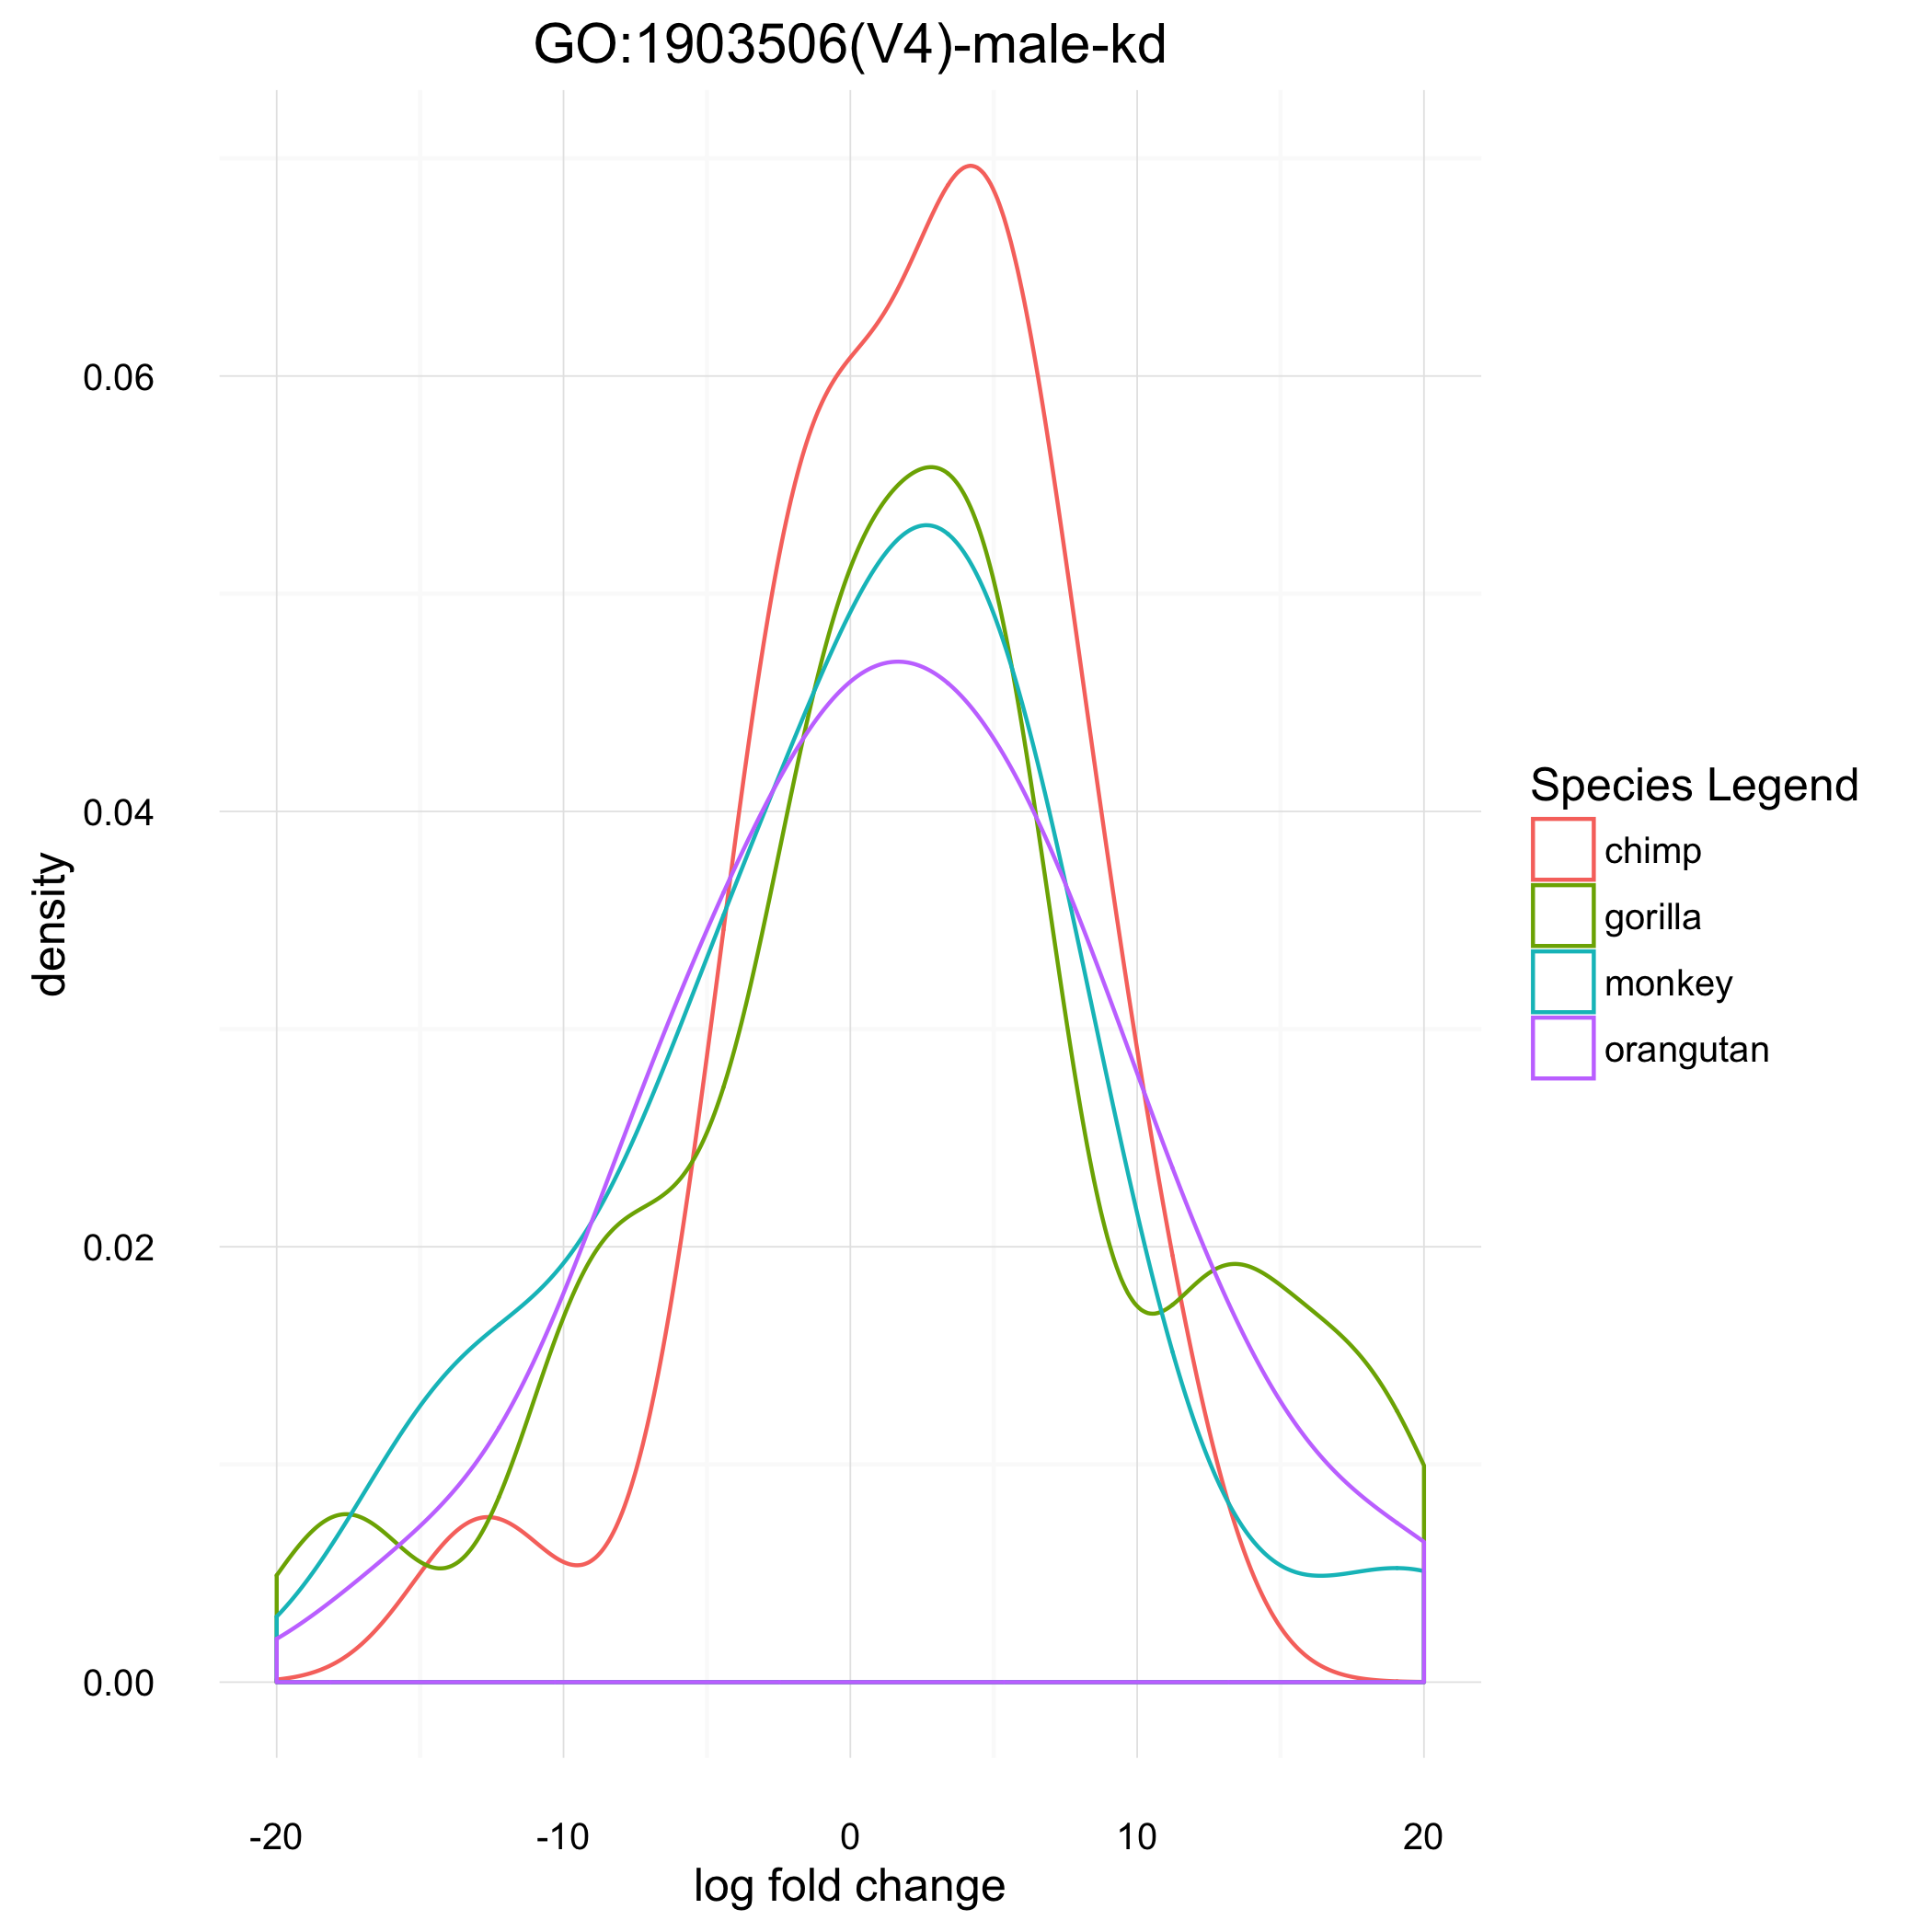 GO:1903506(V4)-male-kd
0.06
0.04
0.02
0.00
density
-20
-10
0
10
20
log fold change
Species Legend
chimp
gorilla
monkey
orangutan